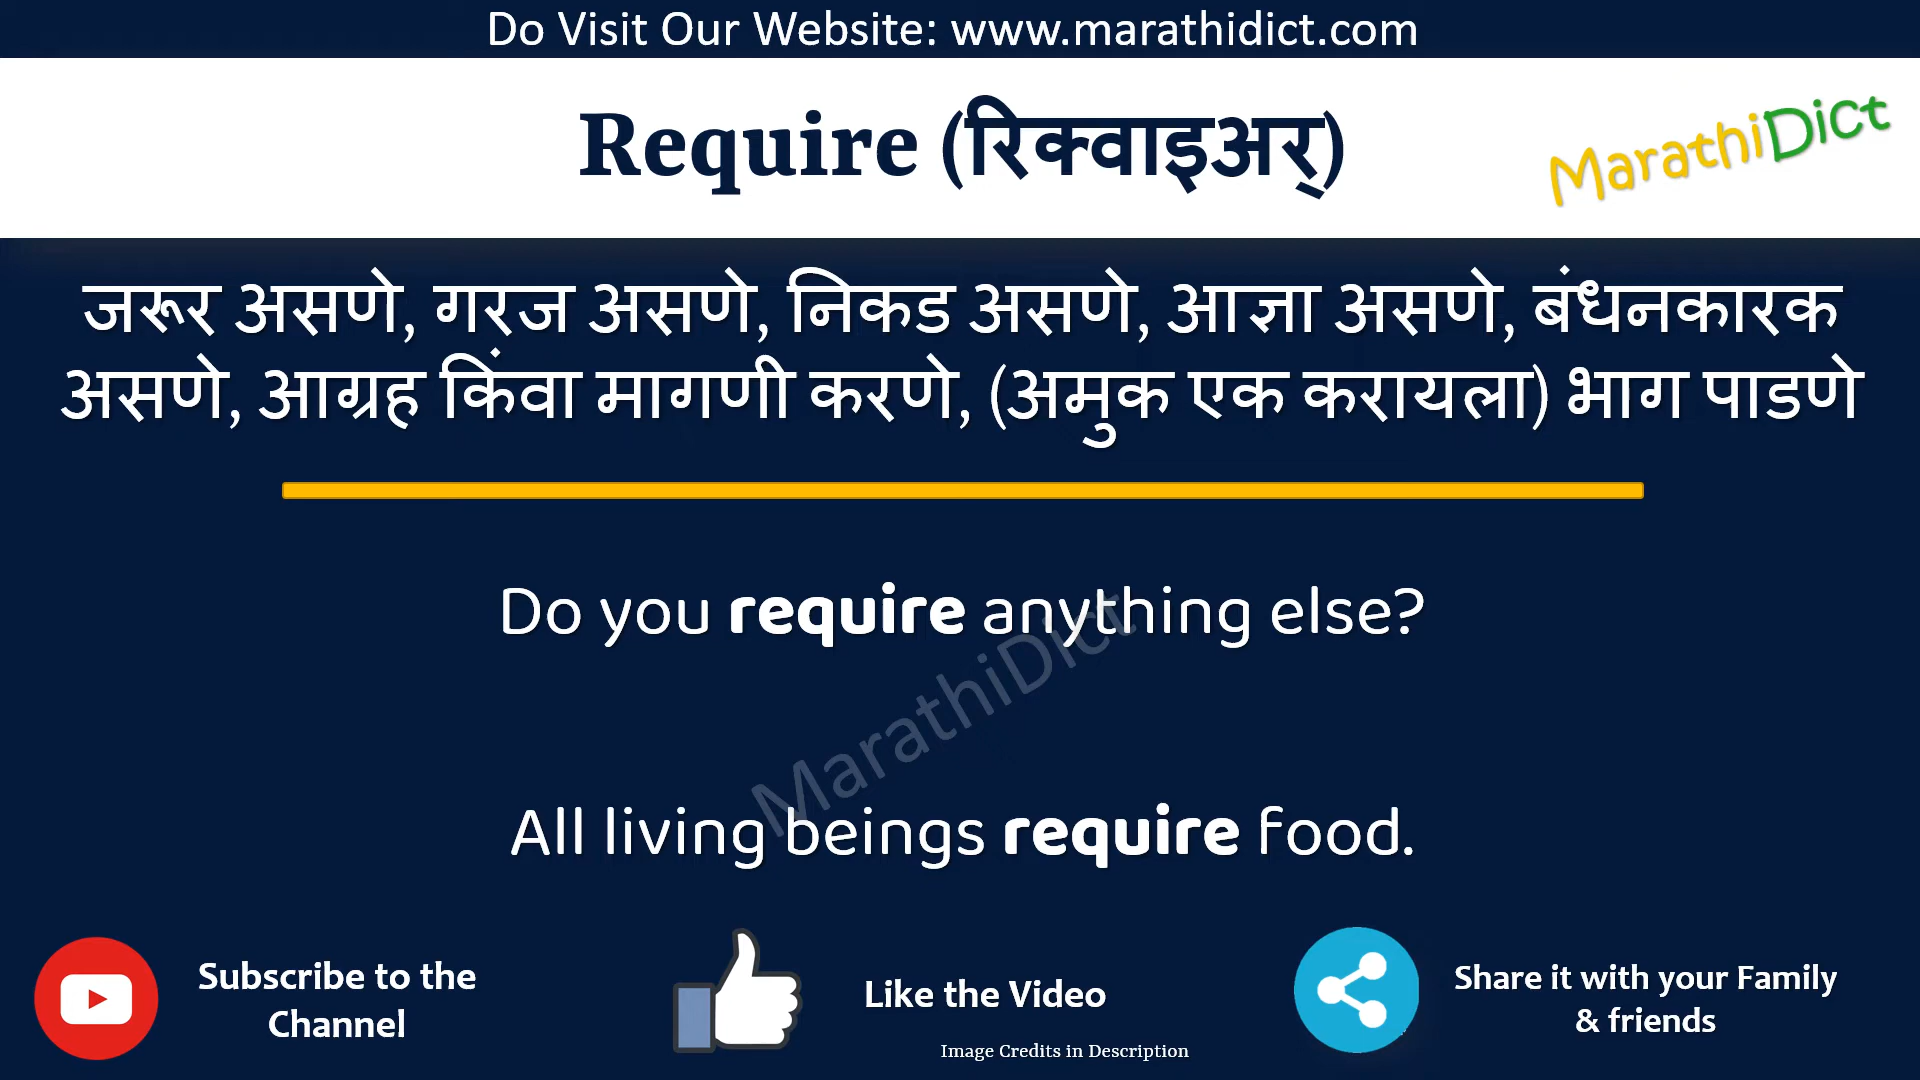 Do Visit Our Website: www.marathidict.com
Require (रिक्वाइअर्)
MarathiDict
जरूर असणे, गरज असणे, निकड असणे, आज्ञा असणे, बंधनकारक
असणे, आग्रह किंवा मागणी करणे, (अमुक एक करायला) भाग पाडणे
Do you require anything else?
MarathiDict
All living beings require food.
Subscribe to the
Channel
Like the Video
Share it with your Family
& friends
Image Credits in Description